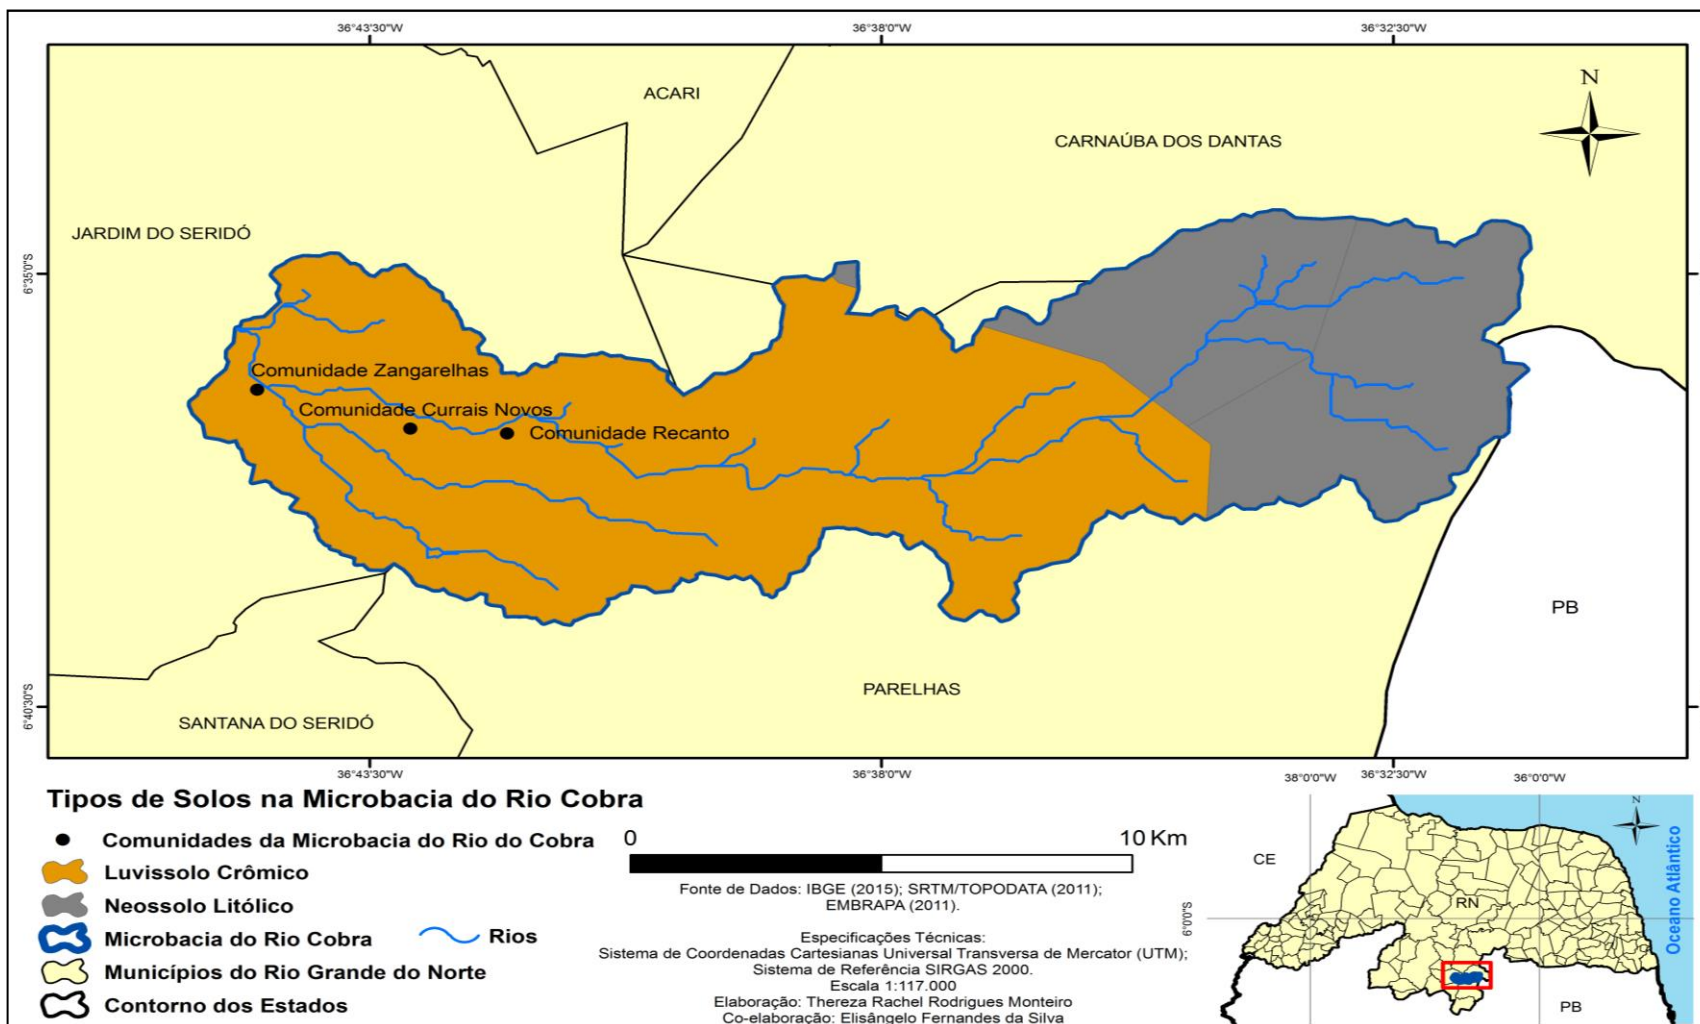 36°43'30"W
36°38'0"W
36°32'30"W
N
ACARI
CARNAÚBA DOS DANTAS
JARDIM DO SERIDÓ
6°35'0"S
Comunidade Zangarelhas
Comunidade Currais Novos
Comunidade Recanto
PB
PARELHAS
SANTANA DO SERIDÓ
6°40'30"S
36°43'30"W
36°38'0"W
36°32'30"W
Tipos de Solos na Microbacia do Rio Cobra
Comunidades da Microbacia do Rio do Cobra
Luvissolo Crômico
Neossolo Litólico
Microbacia do Rio Cobra
Rios
Municípios do Rio Grande do Norte
Contorno dos Estados
0 10 Km
Fonte de Dados: IBGE (2015); SRTM/TOPODATA (2011);
EMBRAPA (2011).
Especificações Técnicas:
Sistema de Coordenadas Cartesianas Universal Transversa de Mercator (UTM);
Sistema de Referência SIRGAS 2000.
Escala 1:117.000
Elaboração: Thereza Rachel Rodrigues Monteiro
Co-elaboração: Elisângelo Fernandes da Silva
38°0'0"W
36°0'0"W
N
CE
RN
6°0'0"S
Oceano Atlântico
PB